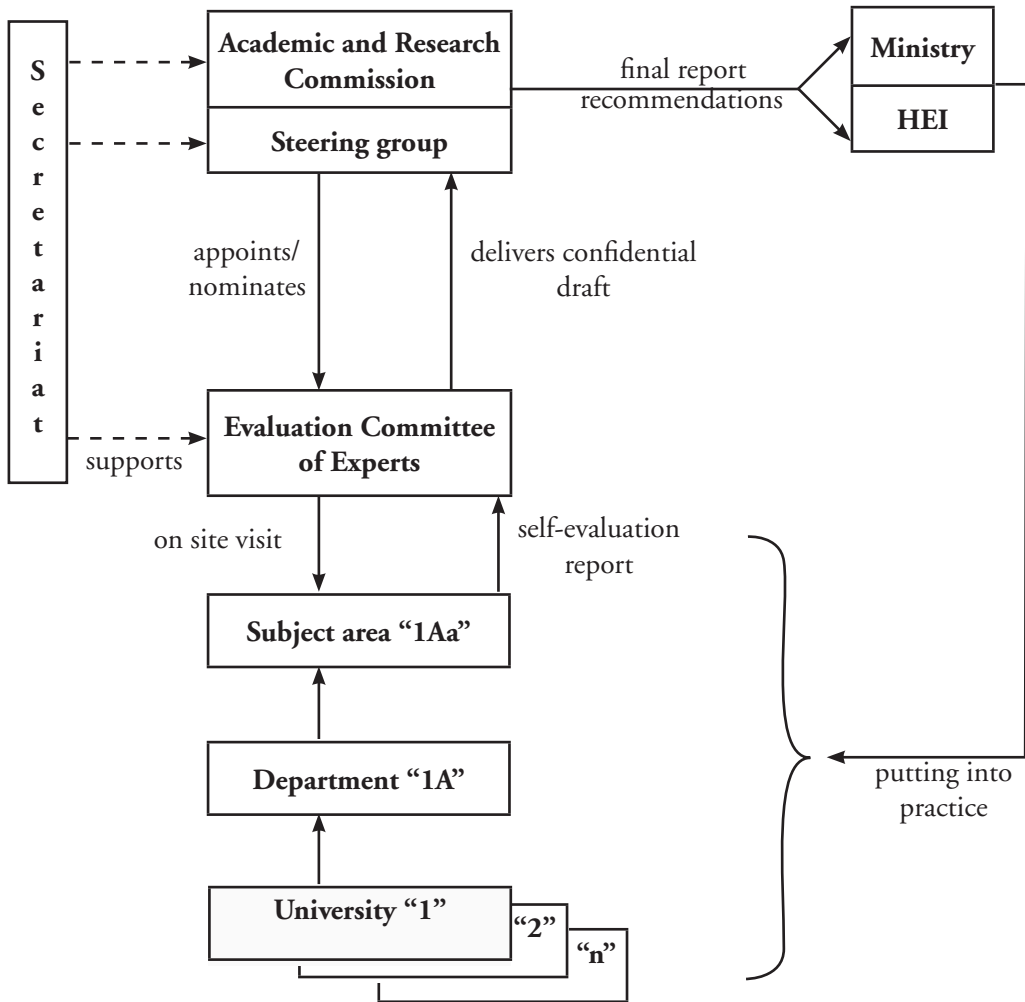 Secretariat
Academic and Research
Commission
Steering group
final report
recommendations
Ministry
HEI
appoints/
nominates
delivers confidential
draft
Evaluation Committee
of Experts
supports
on site visit
self-evaluation
report
Subject area “1Aa”
Department “1A”
putting into
practice
University “1”
“2”
“n”